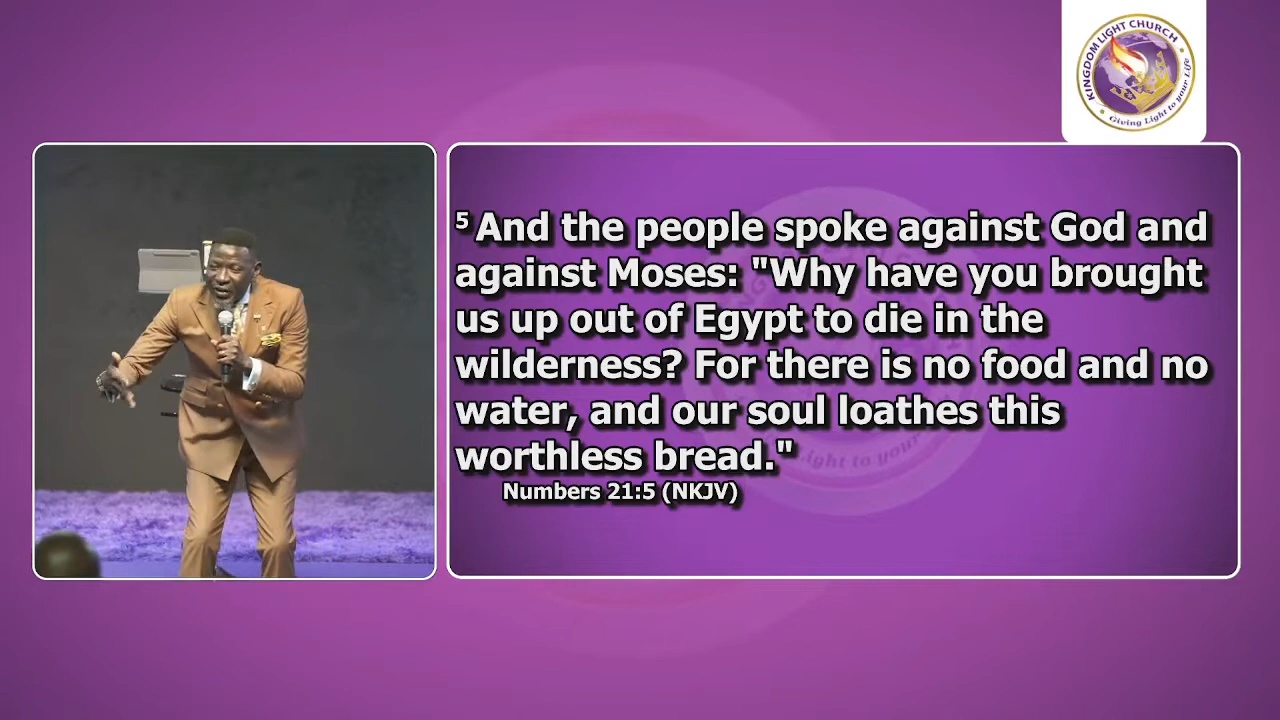 KINGDOM LIGHT CHURCH
Giving Light to your Life
5 And the people spoke against God and
against Moses: "Why have you brought
us up out of Egypt to die in the
wilderness? For there is no food and no
water, and our soul loathes this
worthless bread."
Numbers 21:5 (NKJV)